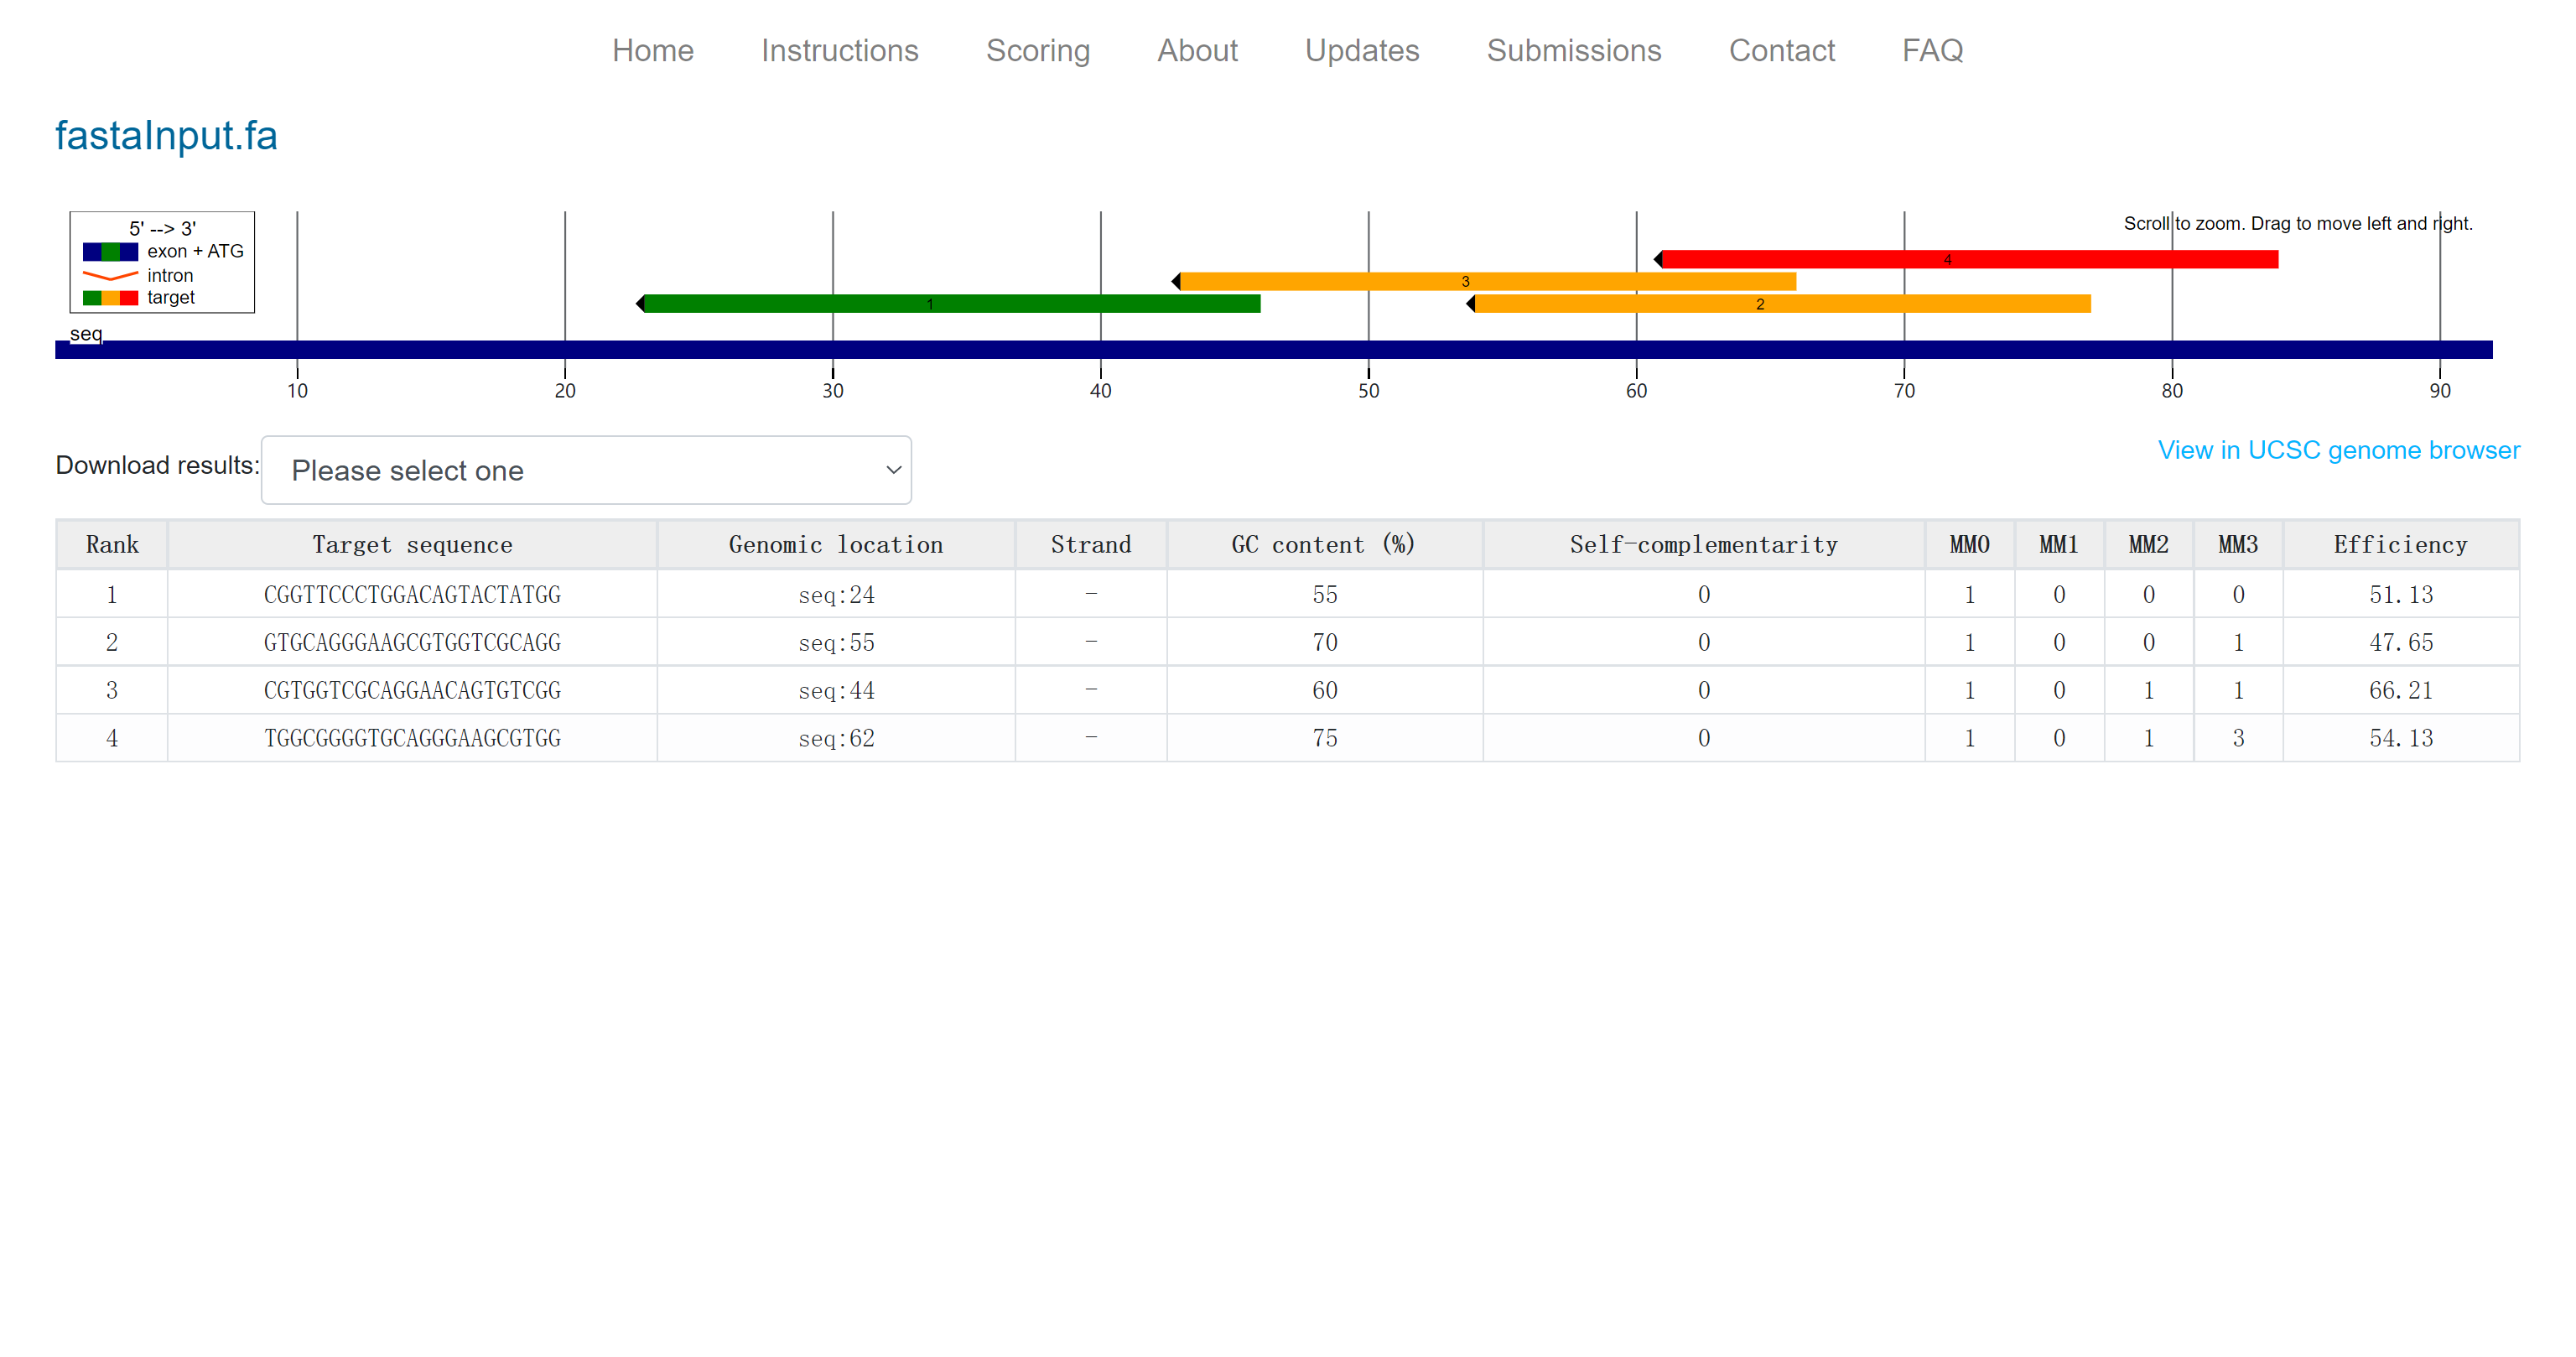 Home Instructions Scoring About Updates Submissions Contact FAQ
fastaInput.fa
5' --> 3'
exon + ATG
intron
target
Scroll to zoom. Drag to move left and right.
4
3
1 2
seq
10 20 30 40 50 60 70 80 90
Download results: Please select one
View in UCSC genome browser
Rank Target sequence Genomic location Strand GC content (%) Self-complementarity MM0 MM1 MM2 MM3 Efficiency
1 CGGTTCCCTGGACAGTACTATGG seq:24 - 55 0 1 0 0 0 51.13
2 GTGCAGGGAAGCGTGGTCGCAGG seq:55 - 70 0 1 0 0 1 47.65
3 CGTGGTCGCAGGAACAGTGTCGG seq:44 - 60 0 1 0 1 1 66.21
4 TGGCGGGGTGCAGGGAAGCGTGG seq:62 - 75 0 1 0 1 3 54.13